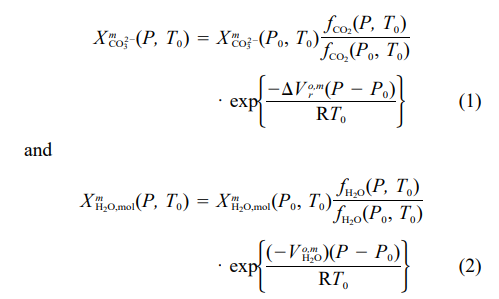 X^m_{CO_3^{2-}}(P, T_0) = X^m_{CO_3^{2-}}(P_0, T_0) \frac{f_{CO_2}(P, T_0)}{f_{CO_2}(P_0, T_0)}
· exp{\frac{-ΔV_r^{o,m}(P − P_0)}{RT_0}} (1)
and
X^m_{H_2O,mol}(P, T_0) = X^m_{H_2O,mol}(P_0, T_0) \frac{f_{H_2O}(P, T_0)}{f_{H_2O}(P_0, T_0)}
· exp{\frac{(-V_{H_2O}^{o,m})(P − P_0)}{RT_0}} (2)